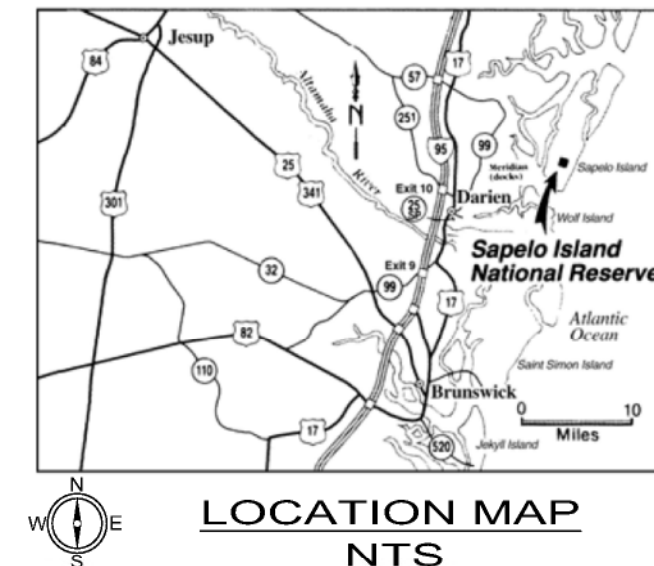 Jesup
84
17
57
Altamaha
River
N
251
95
99
Meridian
(docks)
Sapelo Island
25
341
Exit 10
Darien
301
Wolf Island
Sapelo Island
National Reserve
32
Exit 9
99
17
82
Atlantic
Ocean
Saint Simon Island
110
Brunswick
0
10
Miles
17
520
Jekyll Island
N
W
E
S
LOCATION MAP
NTS